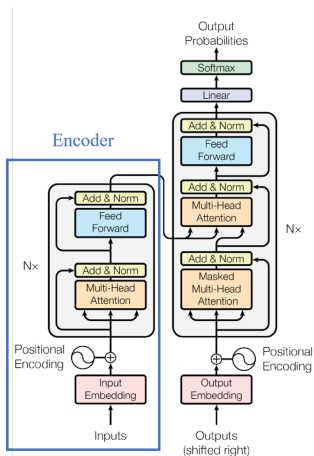 Output
Probabilities
Softmax
Linear
Add & Norm
Feed
Forward
Add & Norm
Multi-Head
Attention
Nx
Add & Norm
Masked
Multi-Head
Attention
Positional
Encoding
Output
Embedding
Outputs
(shifted right)
Encoder
Add & Norm
Feed
Forward
Nx
Add & Norm
Multi-Head
Attention
Positional
Encoding
Input
Embedding
Inputs